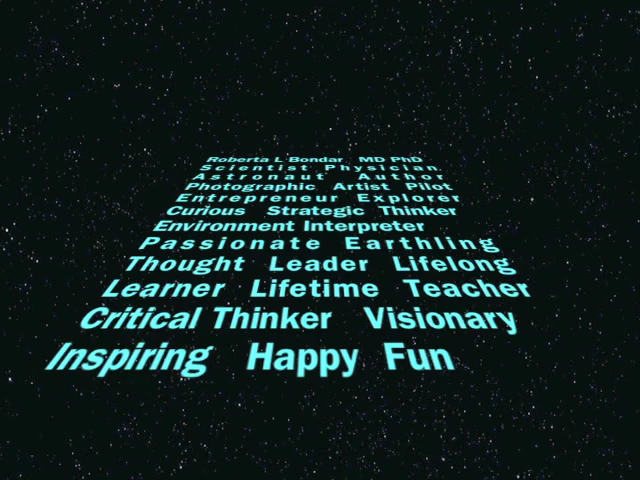 Roberta L Bondar MD PhD
Scientist Physician
Astronaut Author
Photographic Artist Pilot
Entrepreneur Explorer
Curious Strategic Thinker
Environment Interpreter
Passionate Earthling
Thought Leader Lifelong
Learner Lifetime Teacher
Critical Thinker Visionary
Inspiring Happy Fun